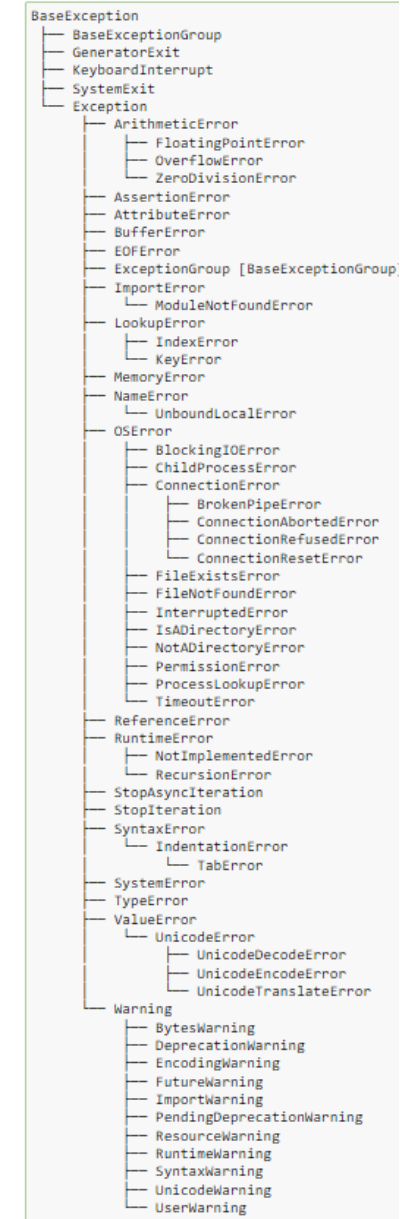 BaseException
├── BaseExceptionGroup
├── GeneratorExit
├── KeyboardInterrupt
├── SystemExit
└── Exception
     ├── ArithmeticError
     │    ├── FloatingPointError
     │    ├── OverflowError
     │    └── ZeroDivisionError
     ├── AssertionError
     ├── AttributeError
     ├── BufferError
     ├── EOFError
     ├── ExceptionGroup [BaseExceptionGroup]
     ├── ImportError
     │    └── ModuleNotFoundError
     ├── LookupError
     │    ├── IndexError
     │    └── KeyError
     ├── MemoryError
     ├── NameError
     │    └── UnboundLocalError
     ├── OSError
     │    ├── BlockingIOError
     │    ├── ChildProcessError
     │    ├── ConnectionError
     │    │    ├── BrokenPipeError
     │    │    ├── ConnectionAbortedError
     │    │    ├── ConnectionRefusedError
     │    │    └── ConnectionResetError
     │    ├── FileExistsError
     │    ├── FileNotFoundError
     │    ├── InterruptedError
     │    ├── IsADirectoryError
     │    ├── NotADirectoryError
     │    ├── PermissionError
     │    ├── ProcessLookupError
     │    └── TimeoutError
     ├── ReferenceError
     ├── RuntimeError
     │    ├── NotImplementedError
     │    └── RecursionError
     ├── StopAsyncIteration
     ├── StopIteration
     ├── SyntaxError
     │    └── IndentationError
     │         └── TabError
     ├── SystemError
     ├── TypeError
     ├── ValueError
     │    └── UnicodeError
     │         ├── UnicodeDecodeError
     │         ├── UnicodeEncodeError
     │         └── UnicodeTranslateError
     └── Warning
          ├── BytesWarning
          ├── DeprecationWarning
          ├── EncodingWarning
          ├── FutureWarning
          ├── ImportWarning
          ├── PendingDeprecationWarning
          ├── ResourceWarning
          ├── RuntimeWarning
          ├── SyntaxWarning
          ├── UnicodeWarning
          └── UserWarning